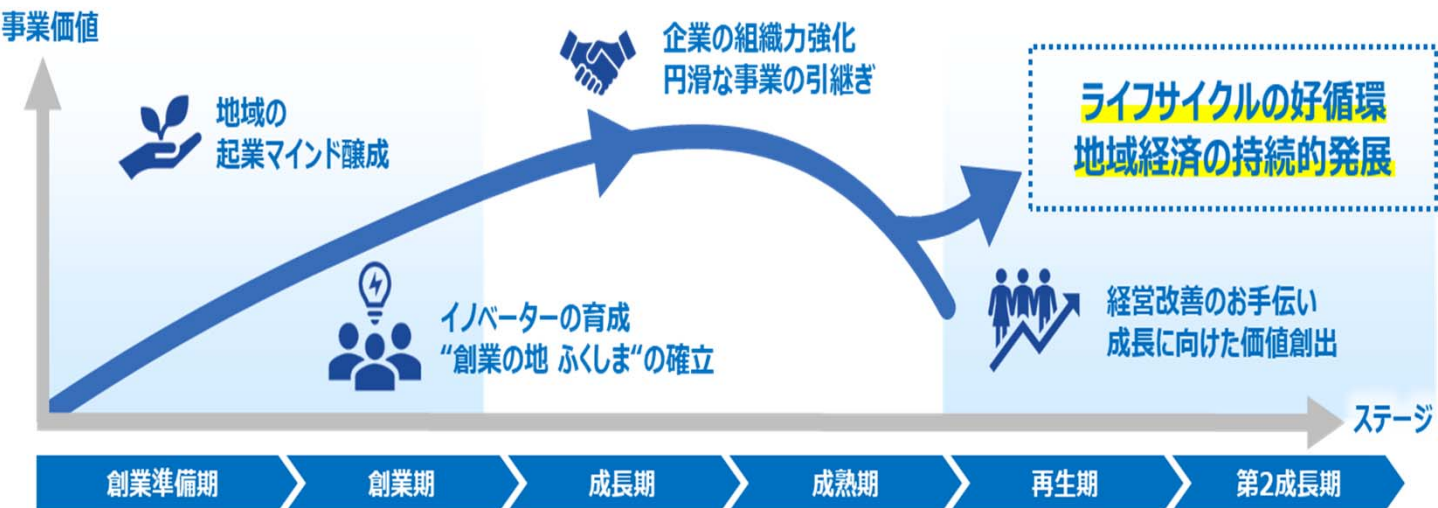 事業価値
地域の
起業マインド醸成
企業の組織力強化
円滑な事業の引継ぎ
ライフサイクルの好循環
地域経済の持続的発展
イノベーターの育成
“創業の地 ふくしま“の確立
経営改善のお手伝い
成長に向けた価値創出
ステージ
創業準備期
創業期
成長期
成熟期
再生期
第2成長期